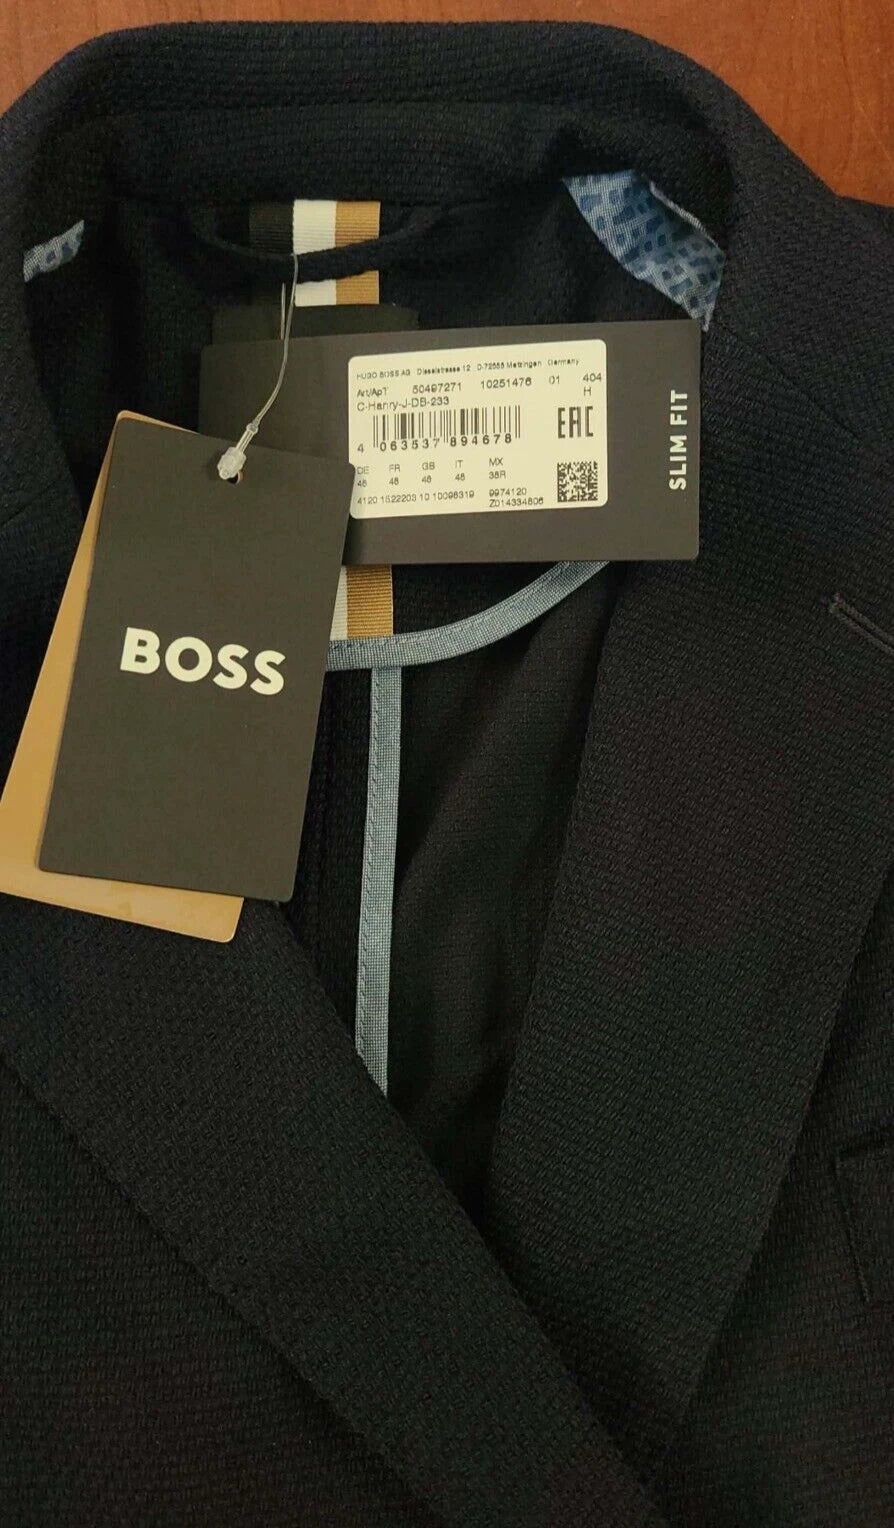 HUGO BOSS AG Dieselstrasse 12 D-72555 Metzingen Germany
Art/ApT 50497271 10251476 01 404
C-Hanry-J-DB-233 H
4 063537 894678
EAC
DE FR GB IT MX
48 48 48 48 38R
4120 1522203 10 10098319 9974120
Z014334806
SLIM FIT
BOSS